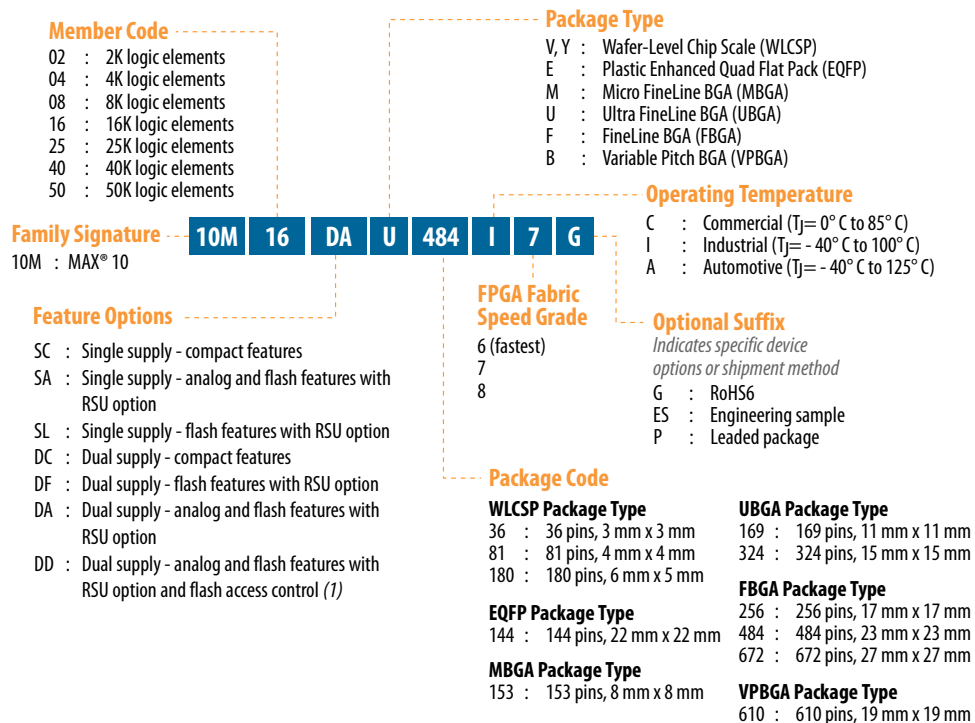 Member Code
02 : 2K logic elements
04 : 4K logic elements
08 : 8K logic elements
16 : 16K logic elements
25 : 25K logic elements
40 : 40K logic elements
50 : 50K logic elements
Package Type
V, Y : Wafer-Level Chip Scale (WLCSP)
E : Plastic Enhanced Quad Flat Pack (EQFP)
M : Micro FineLine BGA (MBGA)
U : Ultra FineLine BGA (UBGA)
F : FineLine BGA (FBGA)
B : Variable Pitch BGA (VPBGA)
Operating Temperature
C : Commercial (TJ= 0° C to 85° C)
I : Industrial (TJ= - 40° C to 100° C)
A : Automotive (TJ= - 40° C to 125° C)
Family Signature
10M : MAX® 10
10M 16 DA U 484 I 7 G
Feature Options
SC : Single supply - compact features
SA : Single supply - analog and flash features with
RSU option
SL : Single supply - flash features with RSU option
DC : Dual supply - compact features
DF : Dual supply - flash features with RSU option
DA : Dual supply - analog and flash features with
RSU option
DD : Dual supply - analog and flash features with
RSU option and flash access control (1)
FPGA Fabric
Speed Grade
6 (fastest)
7
8
Optional Suffix
Indicates specific device
options or shipment method
G : RoHS6
ES : Engineering sample
P : Leaded package
Package Code
WLCSP Package Type
36 : 36 pins, 3 mm x 3 mm
81 : 81 pins, 4 mm x 4 mm
180 : 180 pins, 6 mm x 5 mm
EQFP Package Type
144 : 144 pins, 22 mm x 22 mm
MBGA Package Type
153 : 153 pins, 8 mm x 8 mm
UBGA Package Type
169 : 169 pins, 11 mm x 11 mm
324 : 324 pins, 15 mm x 15 mm
FBGA Package Type
256 : 256 pins, 17 mm x 17 mm
484 : 484 pins, 23 mm x 23 mm
672 : 672 pins, 27 mm x 27 mm
VPBGA Package Type
610 : 610 pins, 19 mm x 19 mm